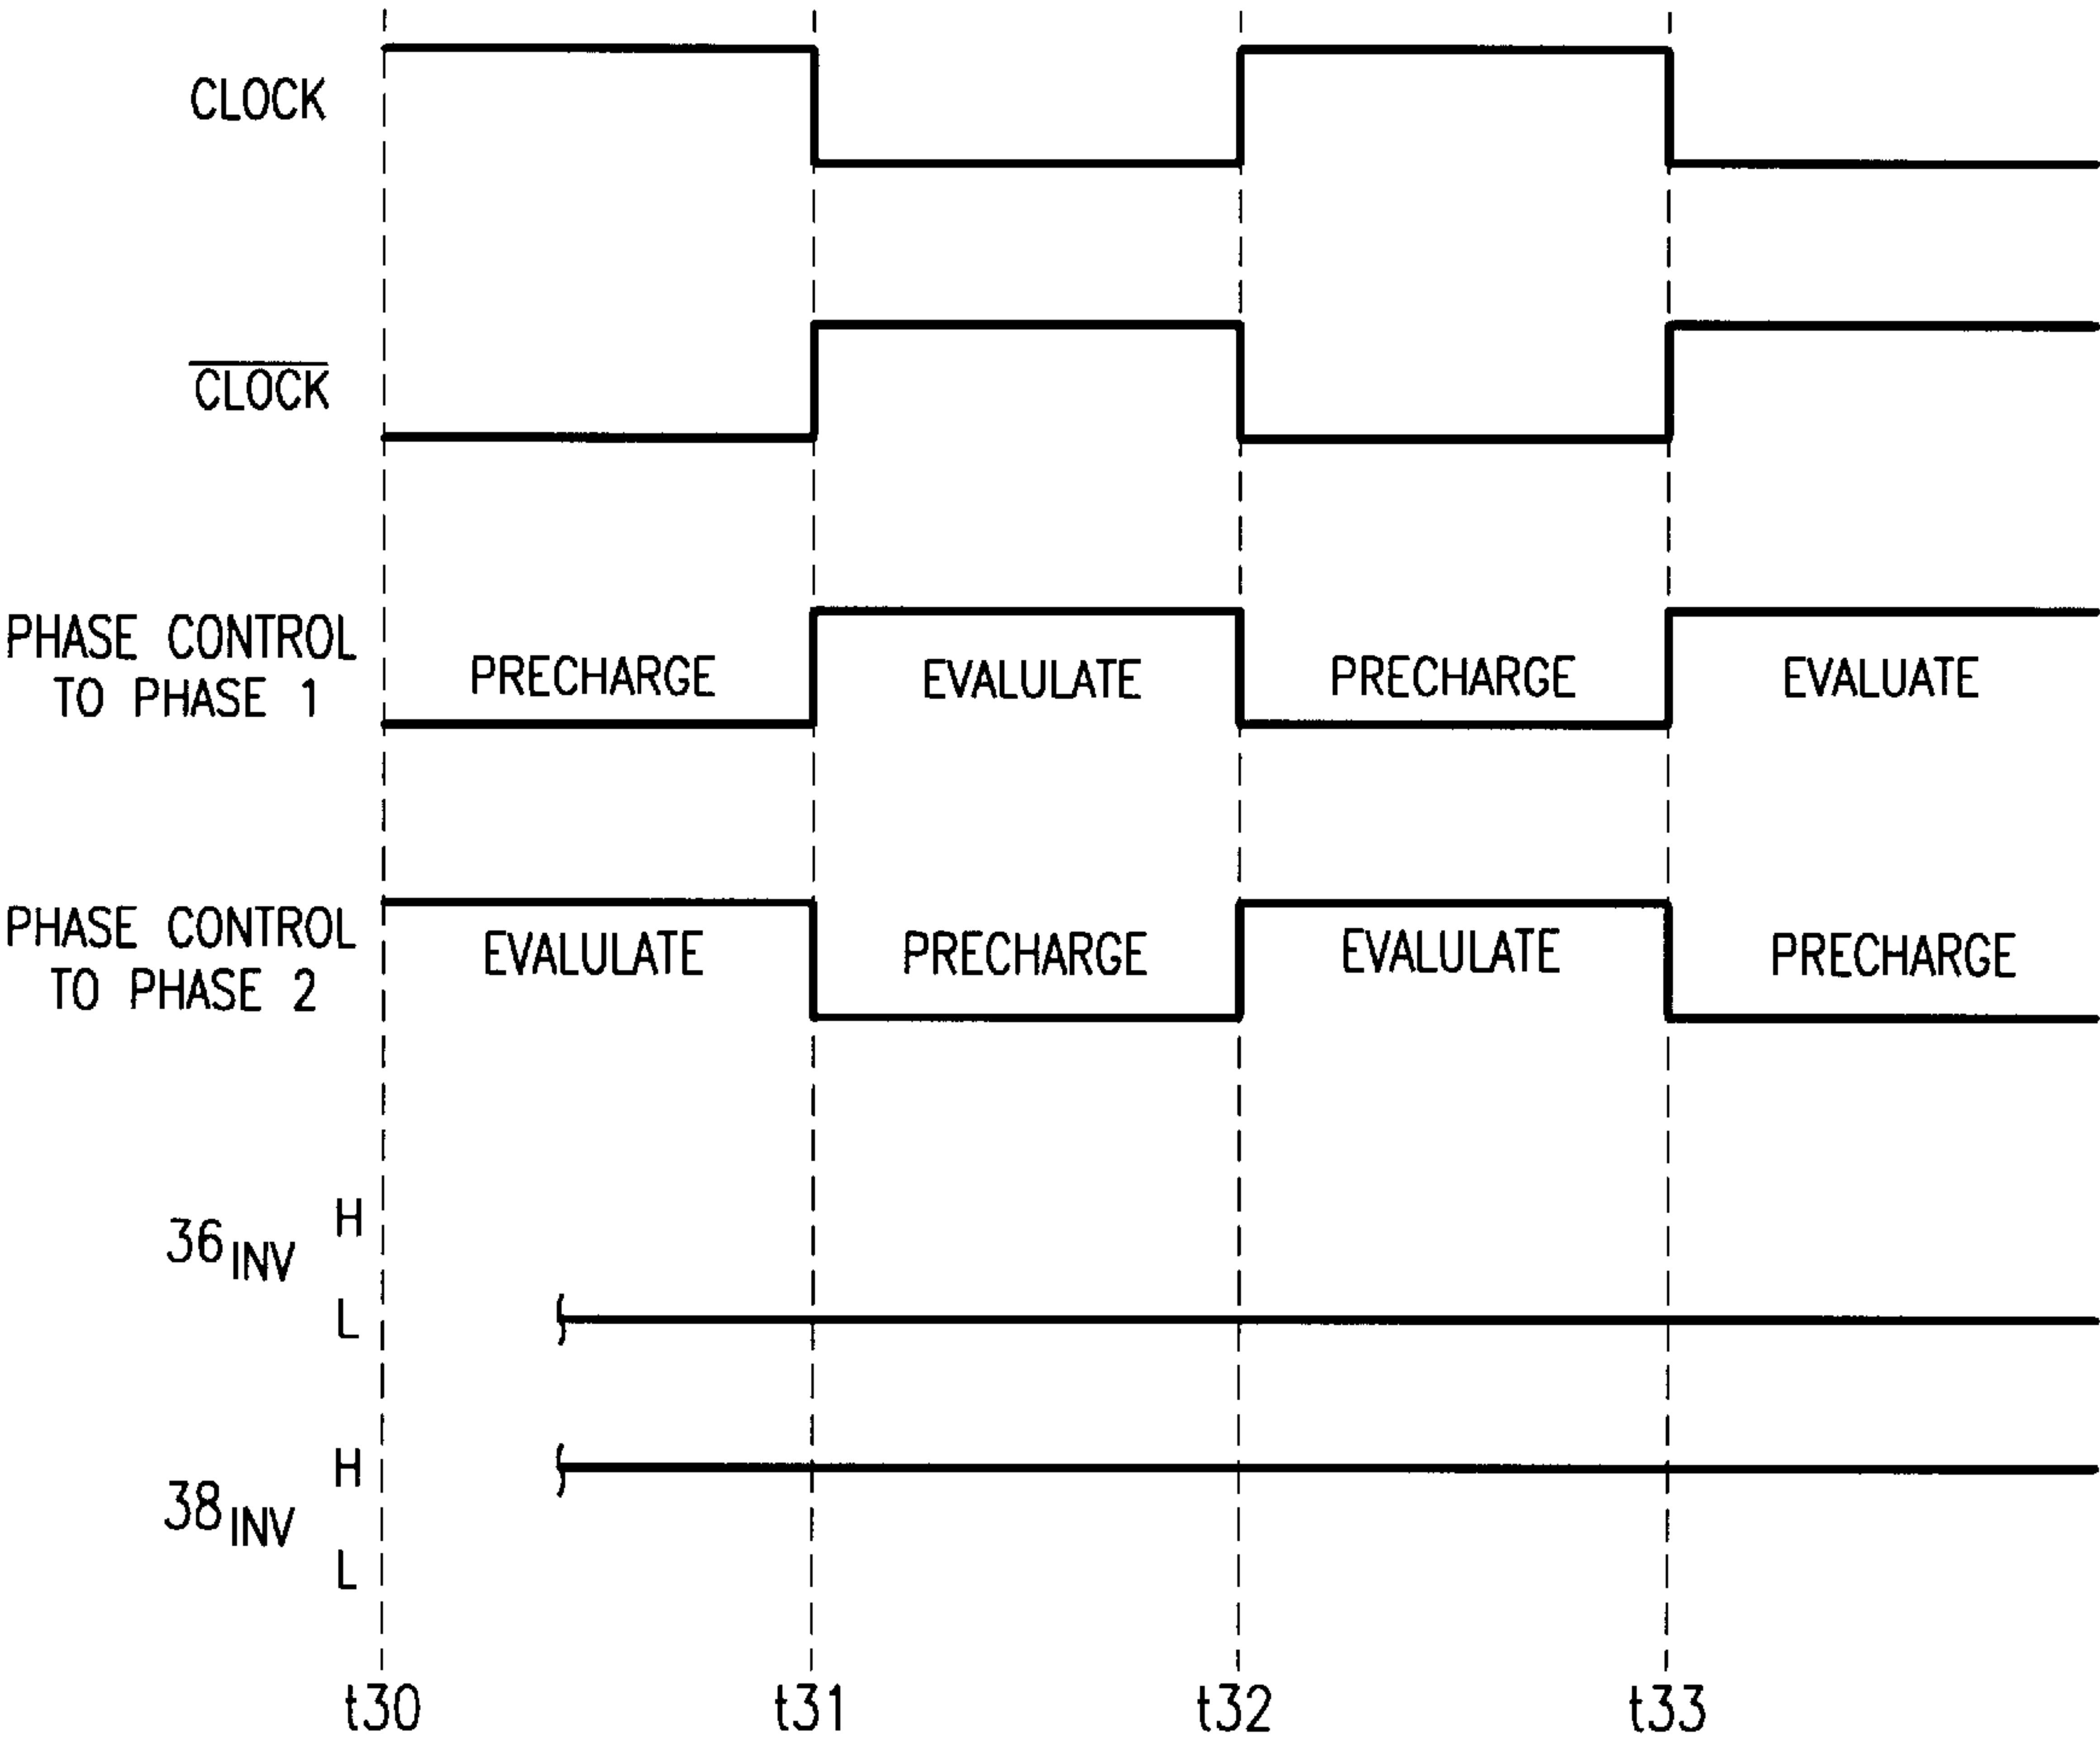 CLOCK
CLOCK
PHASE CONTROL
TO PHASE 1
PRECHARGE EVALULATE PRECHARGE EVALUATE
PHASE CONTROL
TO PHASE 2
EVALULATE PRECHARGE EVALULATE PRECHARGE
H
36INV
L
H
38INV
L
t30 t31 t32 t33